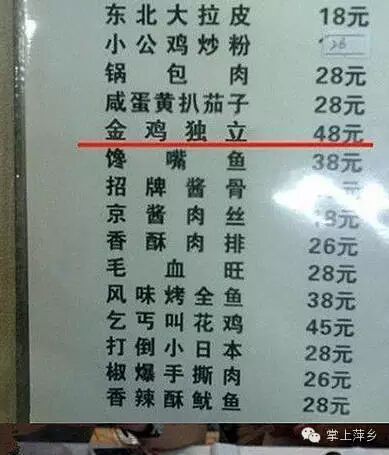 东北大拉皮 18元
小公鸡炒粉 28
锅包肉 28元
咸蛋黄扒茄子 28元
金鸡独立 48元
馋嘴鱼 38元
招牌酱骨 元
京酱肉丝 18元
香酥肉排 26元
毛血旺 28元
风味烤全鱼 38元
乞丐叫花鸡 45元
打倒小日本 28元
椒爆手撕肉 26元
香辣酥鱿鱼 28元
掌上萍乡